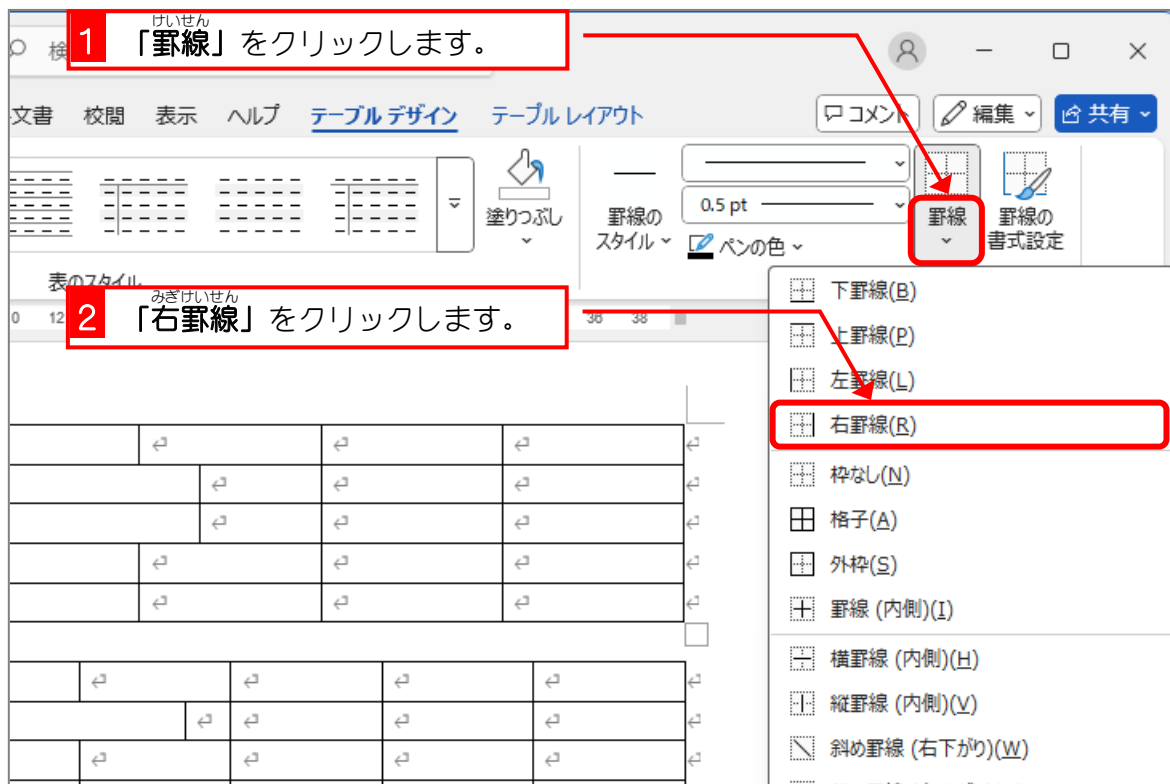 けいせん
1 「罫線」をクリックします。
検
文書 校閲 表示 ヘルプ テーブル デザイン テーブル レイアウト
コメント 編集 共有
0.5 pt
塗りつぶし 罫線の スタイル ペンの色 罫線 罫線の 書式設定
表のスタイル
みぎけいせん
2 「右罫線」をクリックします。
0 12 36 38
下罫線(B)
上罫線(P)
左罫線(L)
右罫線(R)
枠なし(N)
格子(A)
外枠(S)
罫線 (内側)(I)
横罫線 (内側)(H)
縦罫線 (内側)(V)
斜め罫線 (右下がり)(W)